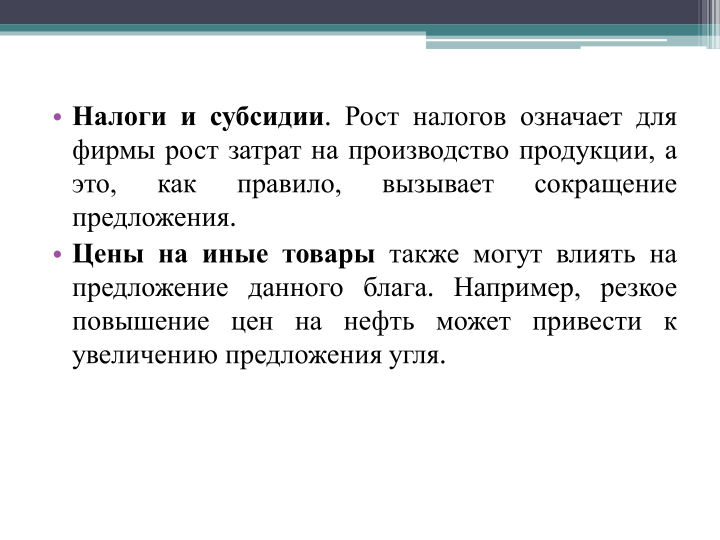 • Налоги и субсидии. Рост налогов означает для
фирмы рост затрат на производство продукции, а
это, как правило, вызывает сокращение
предложения.
• Цены на иные товары также могут влиять на
предложение данного блага. Например, резкое
повышение цен на нефть может привести к
увеличению предложения угля.